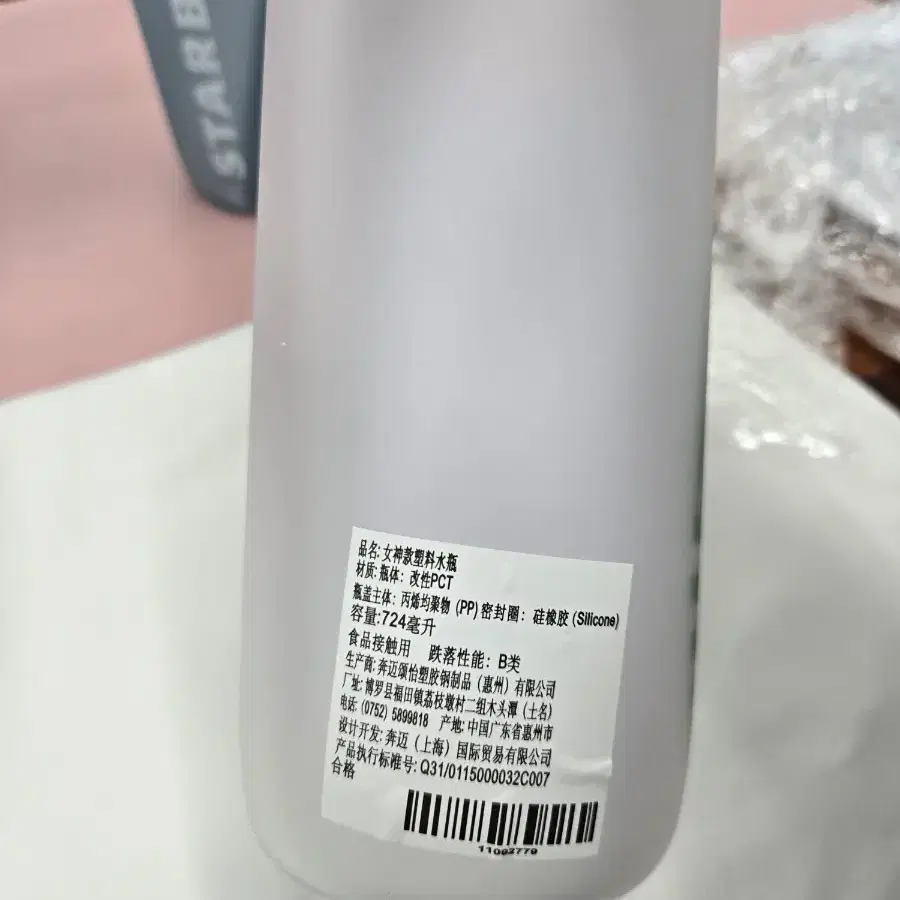 STARB
品名: 女神款塑料水瓶
材质: 瓶体: 改性PCT
瓶盖主体: 丙烯均聚物 (PP) 密封圈: 硅橡胶 (Silicone)
容量:724毫升
食品接触用 跌落性能: B类
生产商: 奔迈颂怡塑胶钢制品 (惠州) 有限公司
厂址: 博罗县福田镇荔枝墩村二组木头潭 (土名)
电话: (0752) 5899818 产地: 中国广东省惠州市
设计开发: 奔迈 (上海) 国际贸易有限公司
产品执行标准号: Q31/0115000032C007
合格
11092779